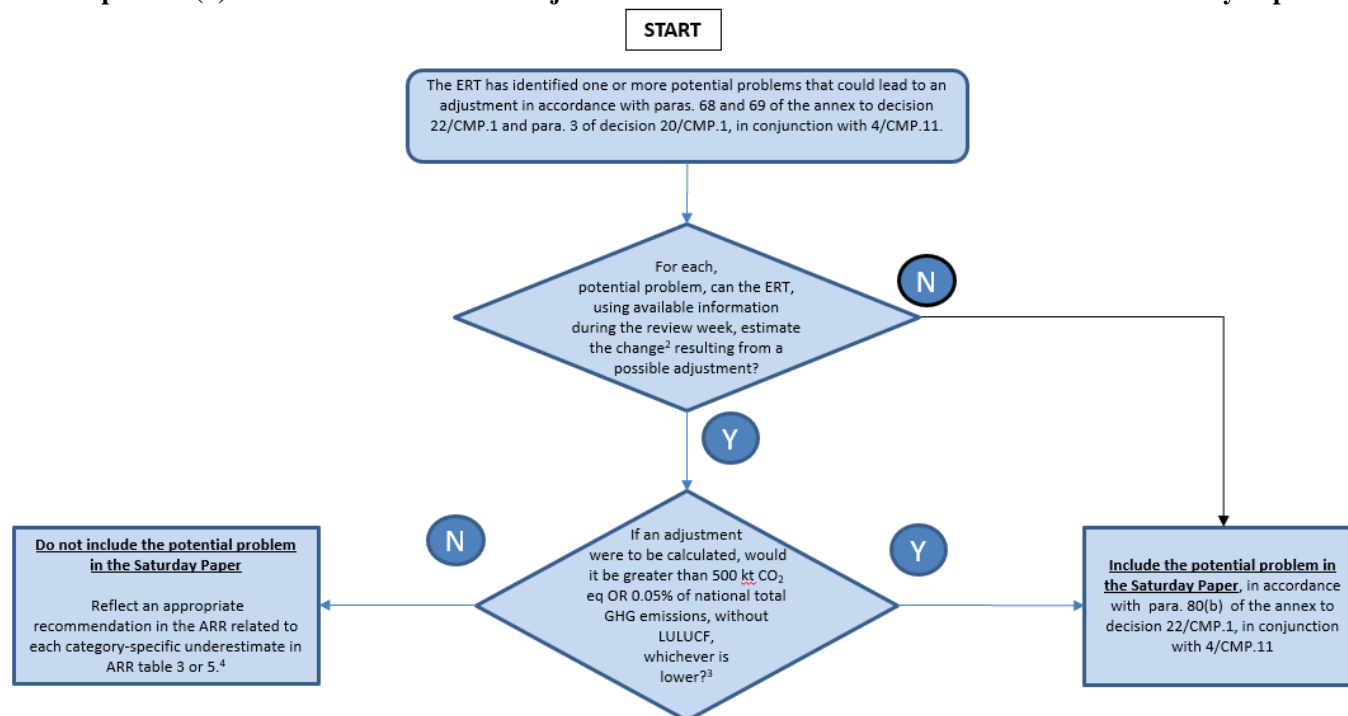 START
The ERT has identified one or more potential problems that could lead to an
adjustment in accordance with paras. 68 and 69 of the annex to decision
22/CMP.1 and para. 3 of decision 20/CMP.1, in conjunction with 4/CMP.11.
For each,
potential problem, can the ERT,
using available information
during the review week, estimate
the change² resulting from a
possible adjustment?
N
Y
If an adjustment
were to be calculated, would
it be greater than 500 kt CO₂
eq OR 0.05% of national total
GHG emissions, without
LULUCF,
whichever is
lower?³
N
Y
Do not include the potential problem
in the Saturday Paper
Reflect an appropriate
recommendation in the ARR related to
each category-specific underestimate in
ARR table 3 or 5.⁴
Include the potential problem in
the Saturday Paper, in accordance
with para. 80(b) of the annex to
decision 22/CMP.1, in conjunction
with 4/CMP.11